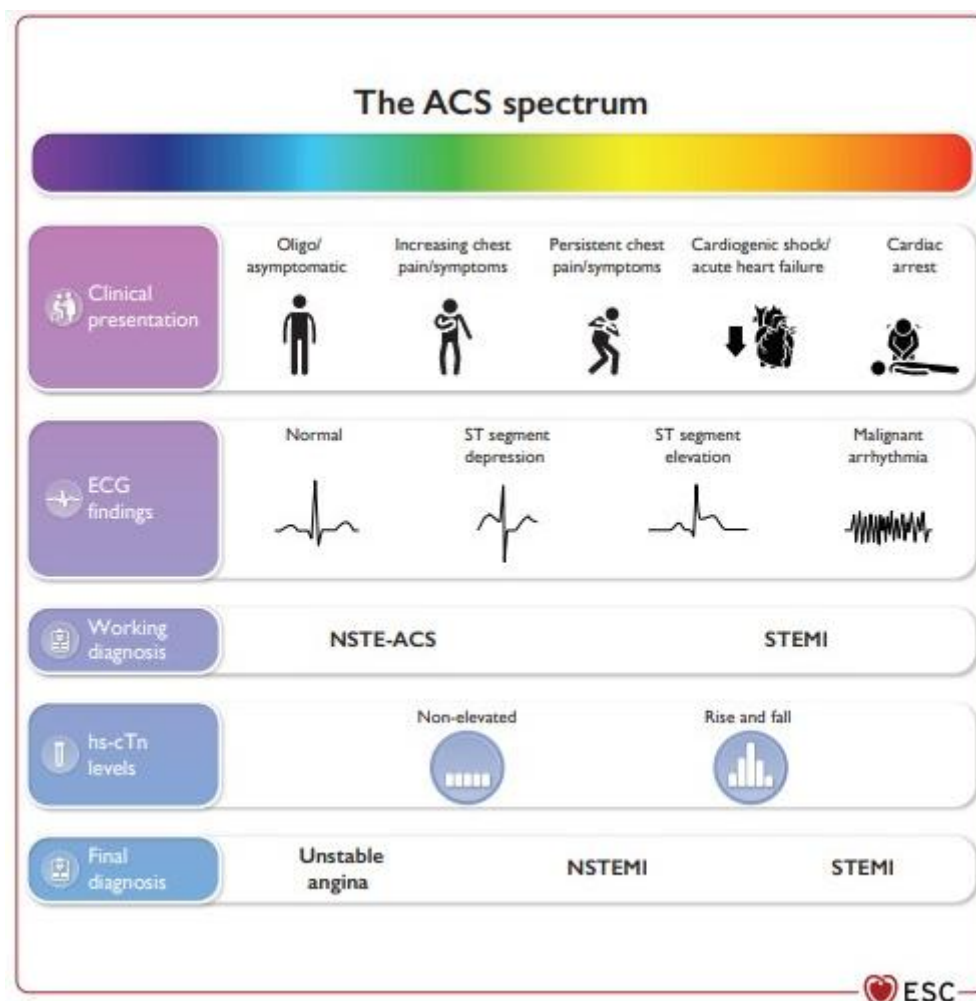 The ACS spectrum
Clinical
presentation
Oligo/
asymptomatic
Increasing chest
pain/symptoms
Persistent chest
pain/symptoms
Cardiogenic shock/
acute heart failure
Cardiac
arrest
ECG
findings
Normal
ST segment
depression
ST segment
elevation
Malignant
arrhythmia
Working
diagnosis
NSTE-ACS
STEMI
hs-cTn
levels
Non-elevated
Rise and fall
Final
diagnosis
Unstable
angina
NSTEMI
STEMI
ESC